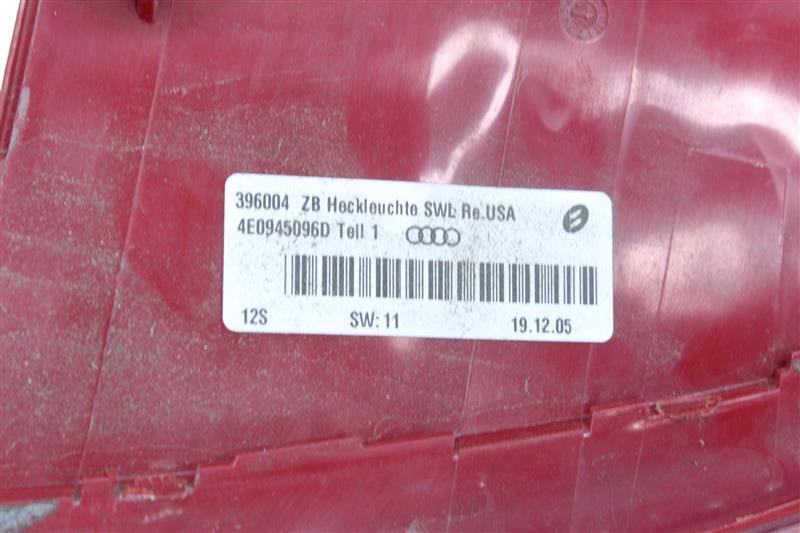 396004 ZB Heckleuchte SWL Re.USA
4E0945096D Teil 1
12S SW: 11 19.12.05